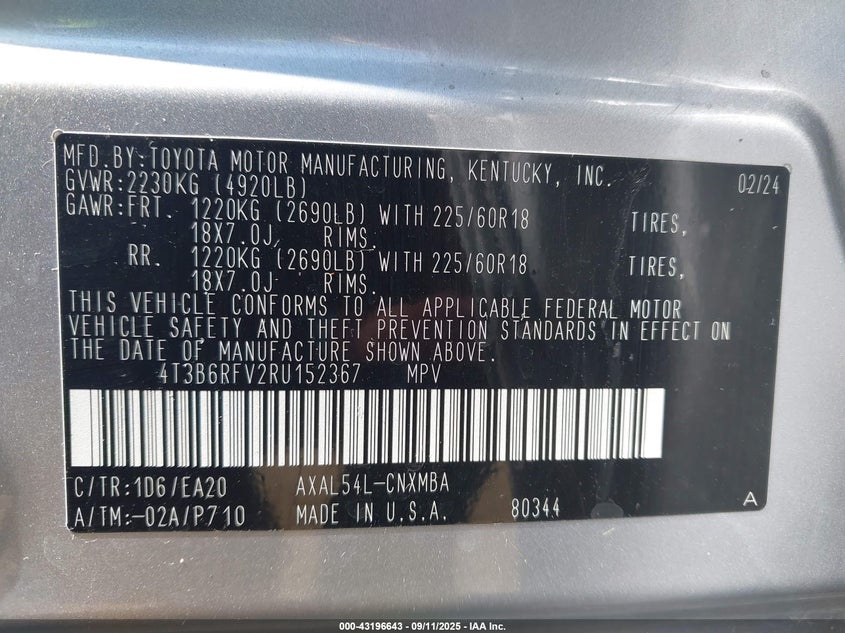 MFD.BY:TOYOTA MOTOR MANUFACTURING, KENTUCKY, INC. 02/24
GVWR:2230KG (4920LB)
GAWR:FRT. 1220KG (2690LB) WITH 225/60R18 TIRES,
18X7.0J RIMS,
RR. 1220KG (2690LB) WITH 225/60R18 TIRES,
18X7.0J RIMS.
THIS VEHICLE CONFORMS TO ALL APPLICABLE FEDERAL MOTOR
VEHICLE SAFETY AND THEFT PREVENTION STANDARDS IN EFFECT ON
THE DATE OF MANUFACTURE SHOWN ABOVE.
4T3B6RFV2RU152367 MPV
C/TR:1D6/EA20 AXAL54L-CNXMBA
A/TM:-02A/P710 MADE IN U.S.A. 80344 A
000-43196643 - 09/11/2025 - IAA Inc.